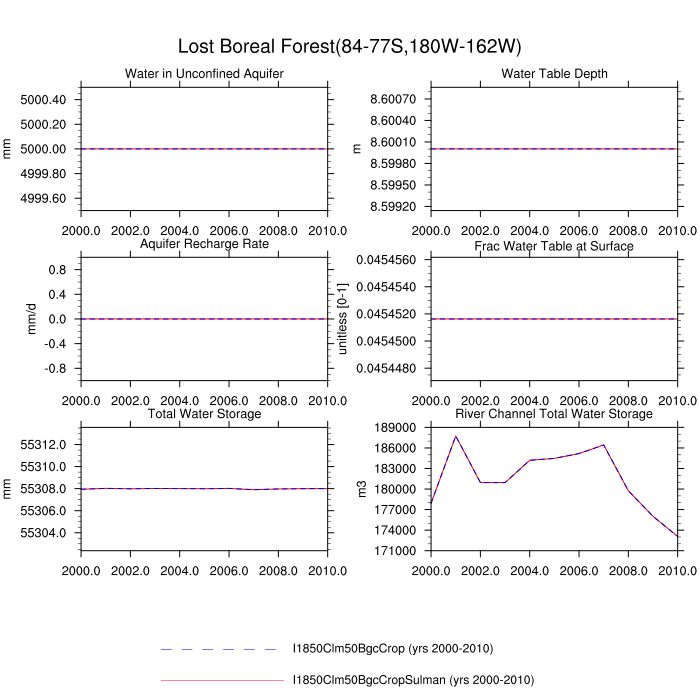 Lost Boreal Forest(84-77S,180W-162W)
Water in Unconfined Aquifer
mm
5000.40
5000.20
5000.00
4999.80
4999.60
2000.0 2002.0 2004.0 2006.0 2008.0 2010.0
Water Table Depth
m
8.60070
8.60040
8.60010
8.59980
8.59950
8.59920
2000.0 2002.0 2004.0 2006.0 2008.0 2010.0
Aquifer Recharge Rate
mm/d
0.8
0.4
0.0
-0.4
-0.8
2000.0 2002.0 2004.0 2006.0 2008.0 2010.0
Frac Water Table at Surface
unitless [0-1]
0.0454560
0.0454540
0.0454520
0.0454500
0.0454480
2000.0 2002.0 2004.0 2006.0 2008.0 2010.0
Total Water Storage
mm
55312.0
55310.0
55308.0
55306.0
55304.0
2000.0 2002.0 2004.0 2006.0 2008.0 2010.0
River Channel Total Water Storage
m3
189000
186000
183000
180000
177000
174000
171000
2000.0 2002.0 2004.0 2006.0 2008.0 2010.0
I1850Clm50BgcCrop (yrs 2000-2010)
I1850Clm50BgcCropSulman (yrs 2000-2010)